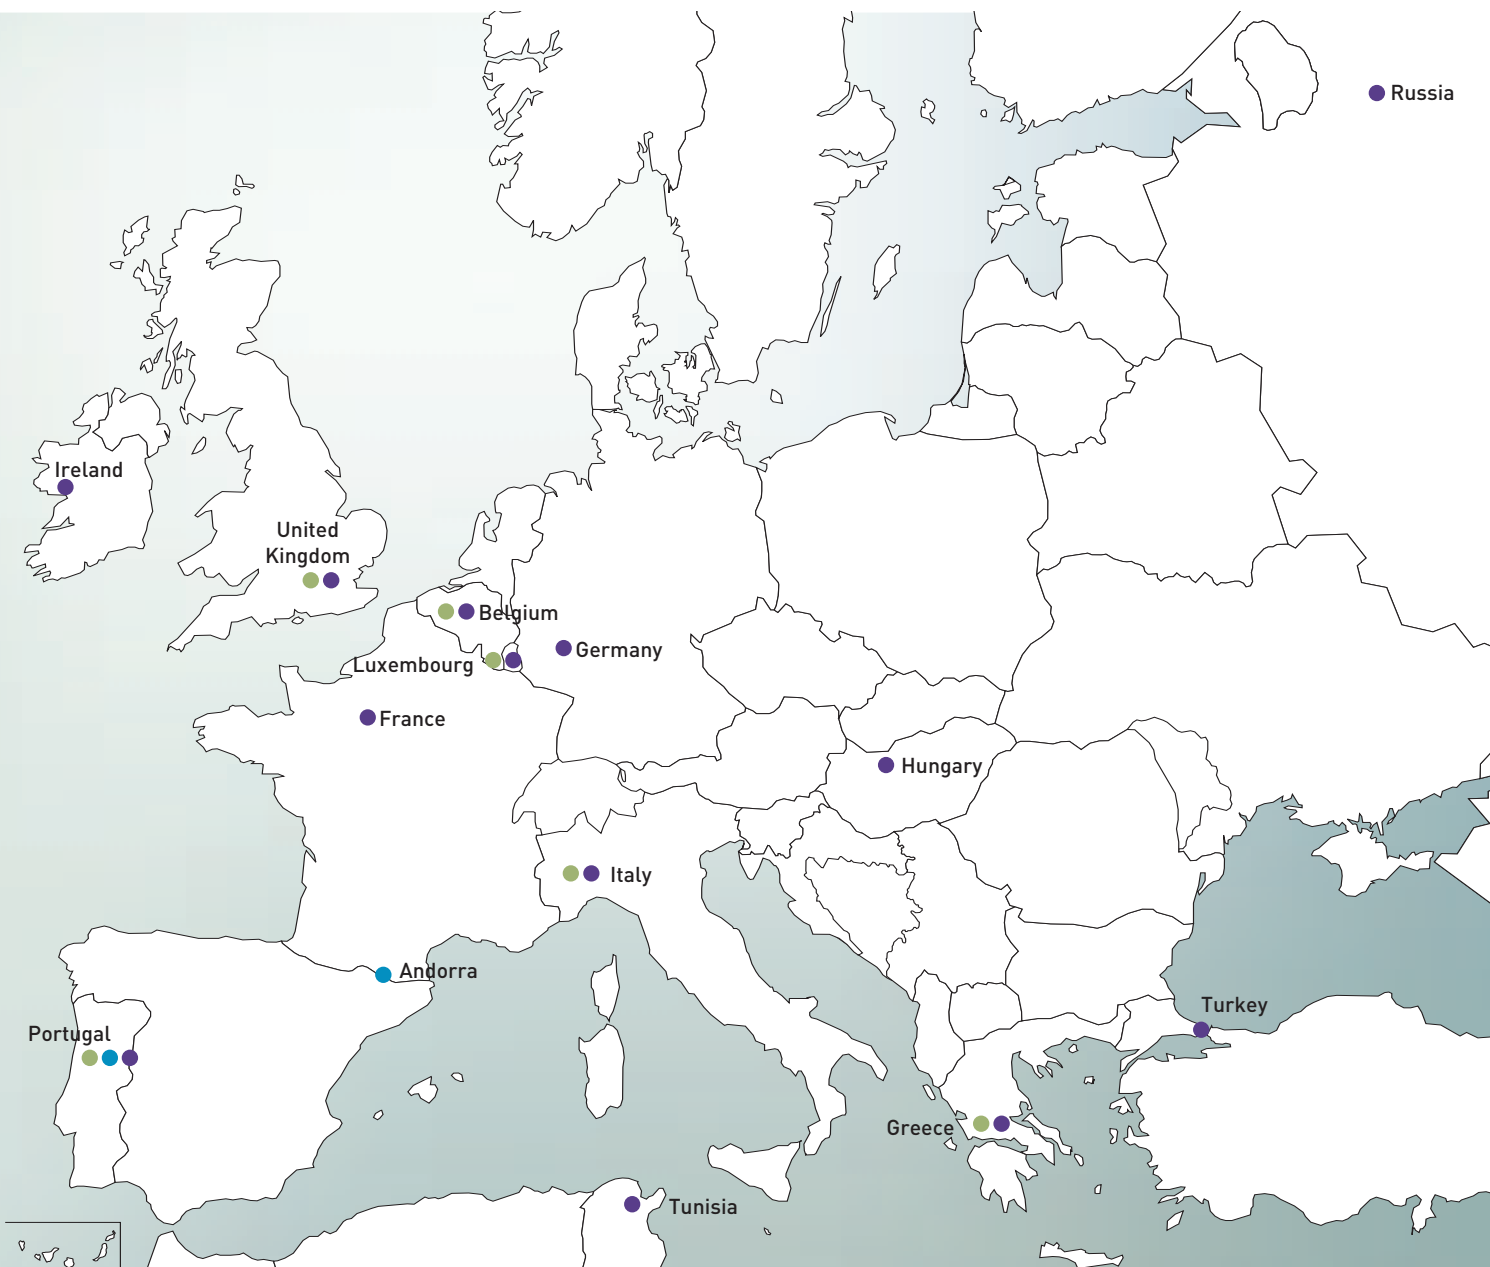 Russia
Ireland
United
Kingdom
Belgium
Germany
Luxembourg
France
Hungary
Italy
Andorra
Turkey
Portugal
Greece
Tunisia